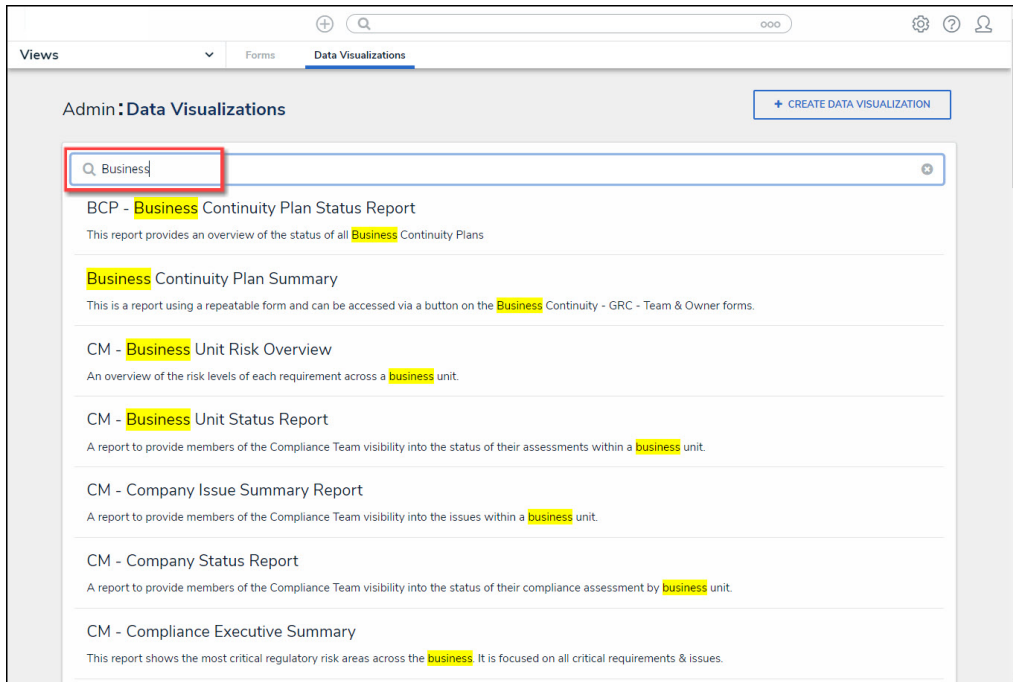 Views Forms Data Visualizations
Admin:Data Visualizations + CREATE DATA VISUALIZATION
Business
BCP - Business Continuity Plan Status Report
This report provides an overview of the status of all Business Continuity Plans
Business Continuity Plan Summary
This is a report using a repeatable form and can be accessed via a button on the Business Continuity - GRC - Team & Owner forms.
CM - Business Unit Risk Overview
An overview of the risk levels of each requirement across a business unit.
CM - Business Unit Status Report
A report to provide members of the Compliance Team visibility into the status of their assessments within a business unit.
CM - Company Issue Summary Report
A report to provide members of the Compliance Team visibility into the issues within a business unit.
CM - Company Status Report
A report to provide members of the Compliance Team visibility into the status of their compliance assessment by business unit.
CM - Compliance Executive Summary
This report shows the most critical regulatory risk areas across the business. It is focused on all critical requirements & issues.